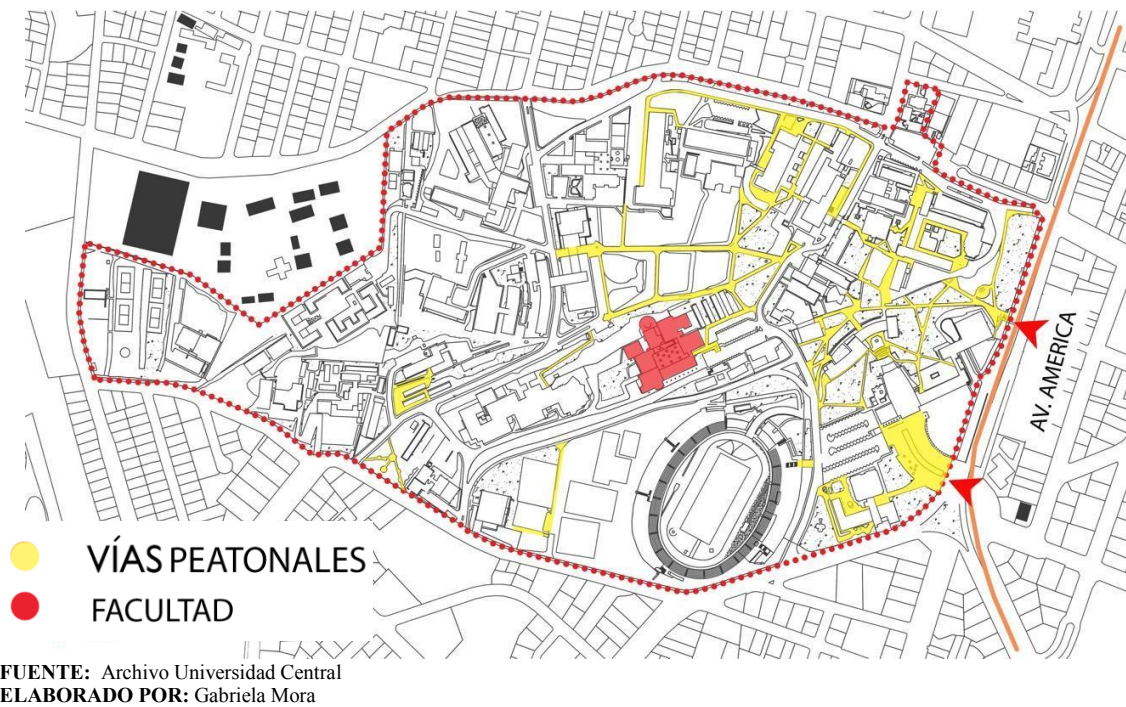 AV. AMERICA
VÍAS PEATONALES
FACULTAD
FUENTE: Archivo Universidad Central
ELABORADO POR: Gabriela Mora